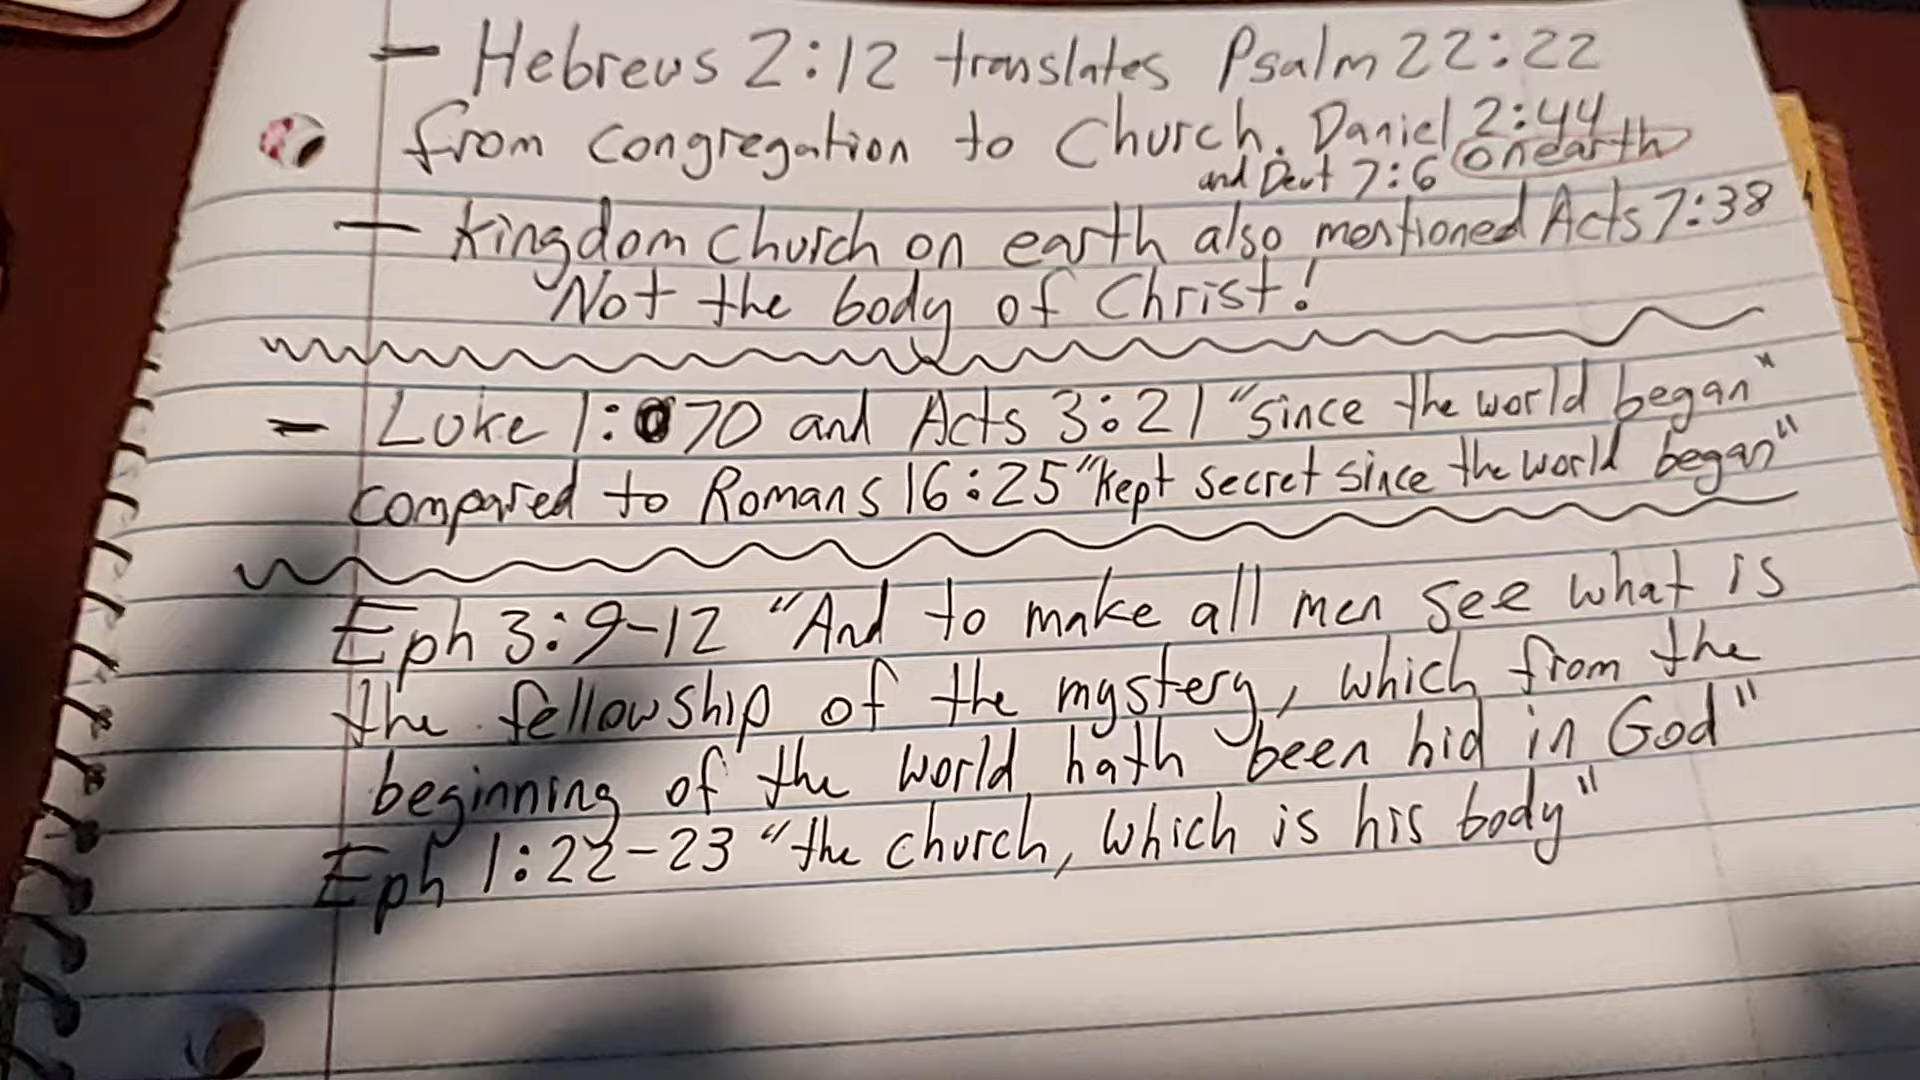 — Hebrews 2:12 translates Psalm 22:22
from congregation to Church. Daniel 2:44
and Deut 7:6 on earth
— Kingdom church on earth also mentioned Acts 7:38
Not the body of Christ!
– Luke 1:70 and Acts 3:21 "since the world began"
compared to Romans 16:25 "kept secret since the world began"
Eph 3:9-12 "And to make all men see what is
the fellowship of the mystery, which from the
beginning of the world hath been hid in God"
Eph 1:22-23 "the church, which is his body"